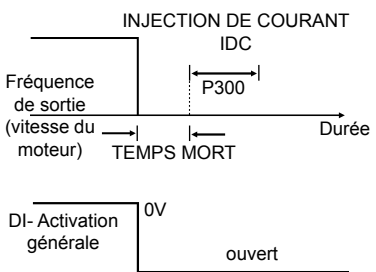 INJECTION DE COURANT
IDC
P300
Fréquence
de sortie
(vitesse du
moteur)
Durée
TEMPS MORT
0V
DI- Activation
générale
ouvert